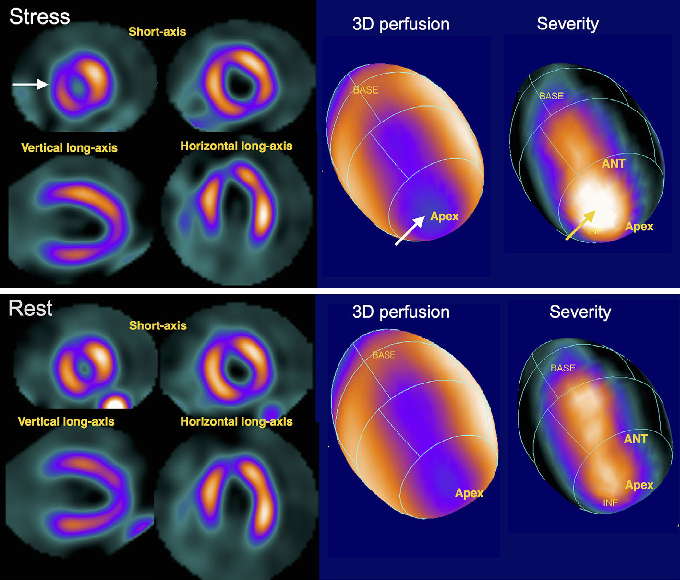 Stress
Short-axis
Vertical long-axis
Horizontal long-axis
3D perfusion
BASE
Apex
Severity
BASE
ANT
INF
Apex
Rest
Short-axis
Vertical long-axis
Horizontal long-axis
3D perfusion
BASE
Apex
Severity
BASE
ANT
Apex
INF